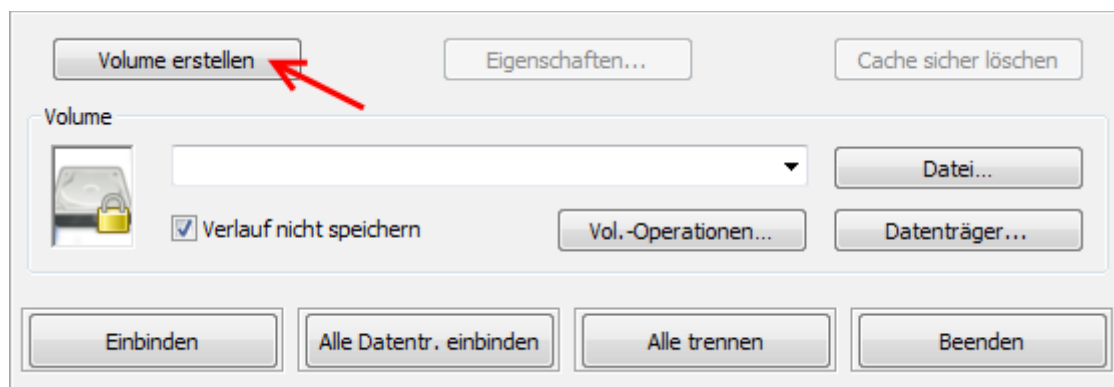 Volume erstellen Eigenschaften... Cache sicher löschen
Volume
Datei...
Verlauf nicht speichern Vol.-Operationen... Datenträger...
Einbinden Alle Datentr. einbinden Alle trennen Beenden